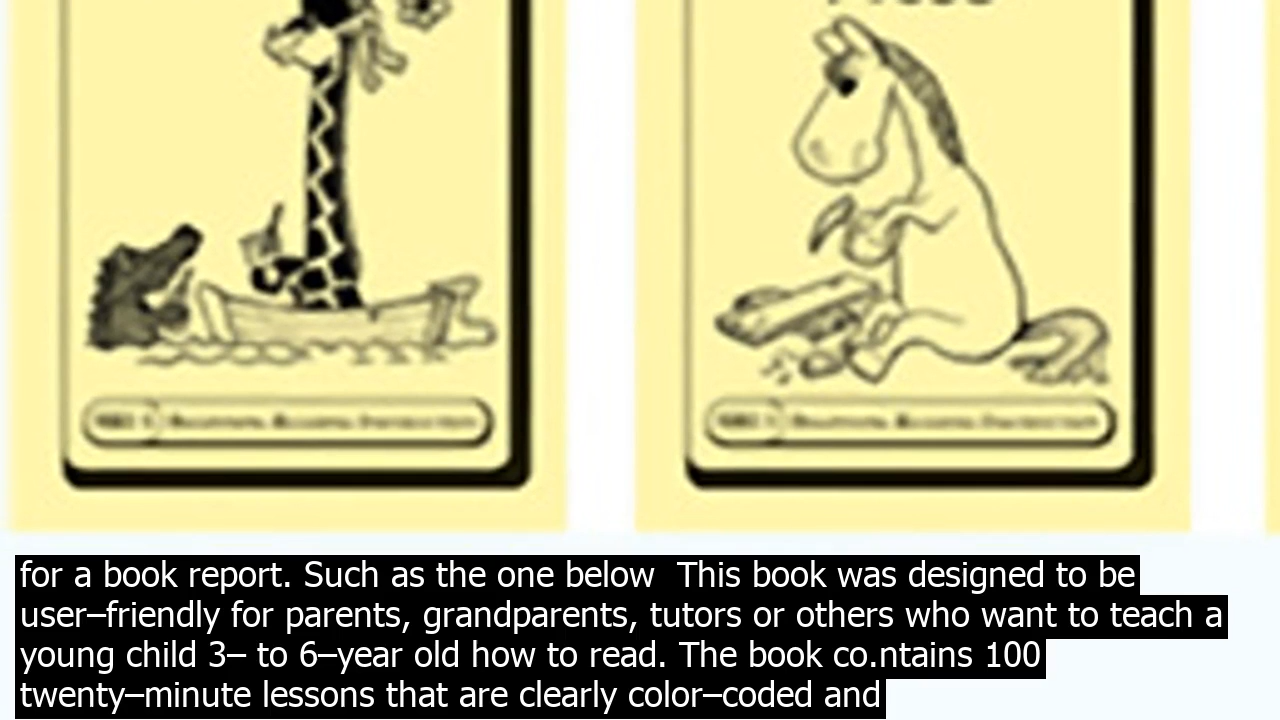 for a book report. Such as the one below  This book was designed to be
user–friendly for parents, grandparents, tutors or others who want to teach a
young child 3– to 6–year old how to read. The book co.ntains 100
twenty–minute lessons that are clearly color–coded and